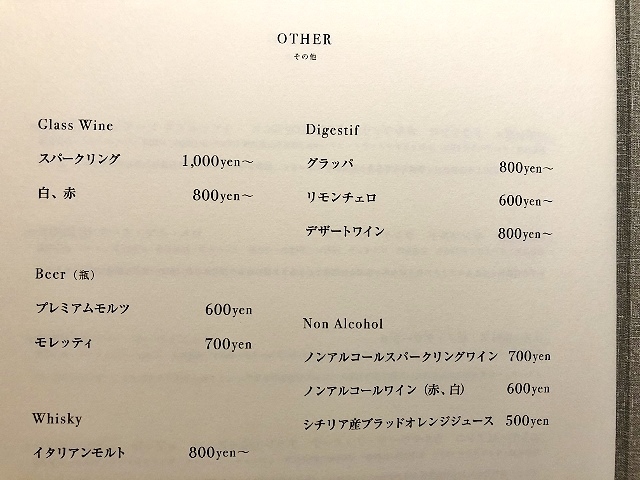 OTHER
その他
Glass Wine
スパークリング 1,000yen〜
白、赤 800yen〜
Beer（瓶）
プレミアムモルツ 600yen
モレッティ 700yen
Whisky
イタリアンモルト 800yen〜
Digestif
グラッパ 800yen〜
リモンチェロ 600yen〜
デザートワイン 800yen〜
Non Alcohol
ノンアルコールスパークリングワイン 700yen
ノンアルコールワイン（赤、白） 600yen
シチリア産ブラッドオレンジジュース 500yen